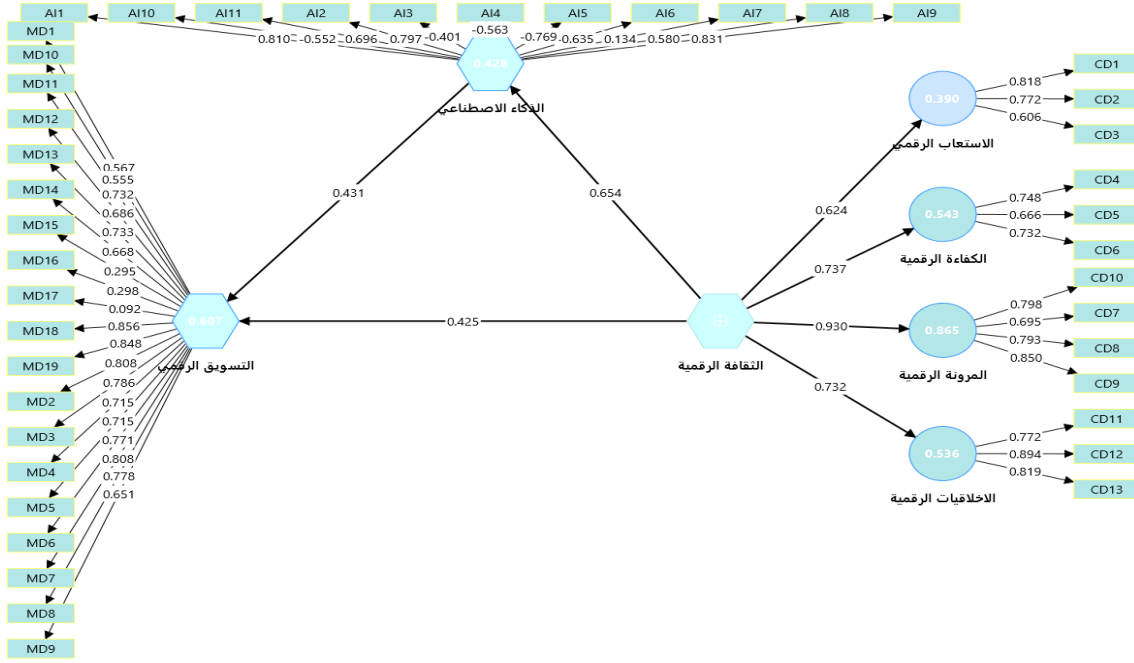 AI1 AI10 AI11 AI2 AI3 AI4 AI5 AI6 AI7 AI8 AI9
0.810 -0.552 0.696 0.797 -0.401 -0.563 -0.769 -0.635 0.134 0.580 0.831
0.428
الذكاء الاصطناعي
MD1
MD10
MD11
MD12
MD13
MD14
MD15
MD16
MD17
MD18
MD19
MD2
MD3
MD4
MD5
MD6
MD7
MD8
MD9
0.567
0.555
0.732
0.686
0.733
0.668
0.295
0.298
0.092
0.856
0.848
0.808
0.786
0.715
0.715
0.771
0.808
0.778
0.651
0.607
التسويق الرقمي
0.431
0.654
0.425
الثقافة الرقمية
0.624
0.737
0.930
0.732
0.390
الاستعاب الرقمي
0.818
0.772
0.606
CD1
CD2
CD3
0.543
الكفاءة الرقمية
0.748
0.666
0.732
CD4
CD5
CD6
0.865
المرونة الرقمية
0.798
0.695
0.793
0.850
CD10
CD7
CD8
CD9
0.536
الاخلاقيات الرقمية
0.772
0.894
0.819
CD11
CD12
CD13